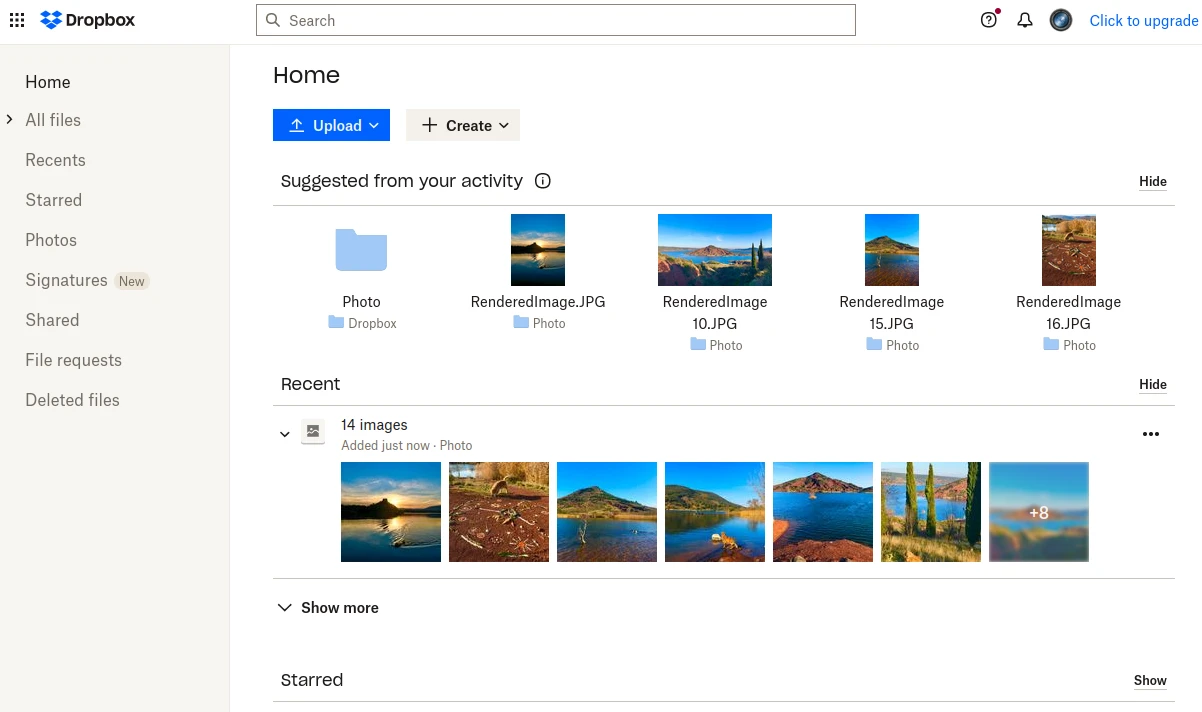 Dropbox
Search
Click to upgrade
Home
All files
Recents
Starred
Photos
Signatures New
Shared
File requests
Deleted files
Home
Upload
Create
Suggested from your activity
Hide
Photo
Dropbox
RenderedImage.JPG
Photo
RenderedImage
10.JPG
Photo
RenderedImage
15.JPG
Photo
RenderedImage
16.JPG
Photo
Recent
Hide
14 images
Added just now · Photo
+8
Show more
Starred
Show